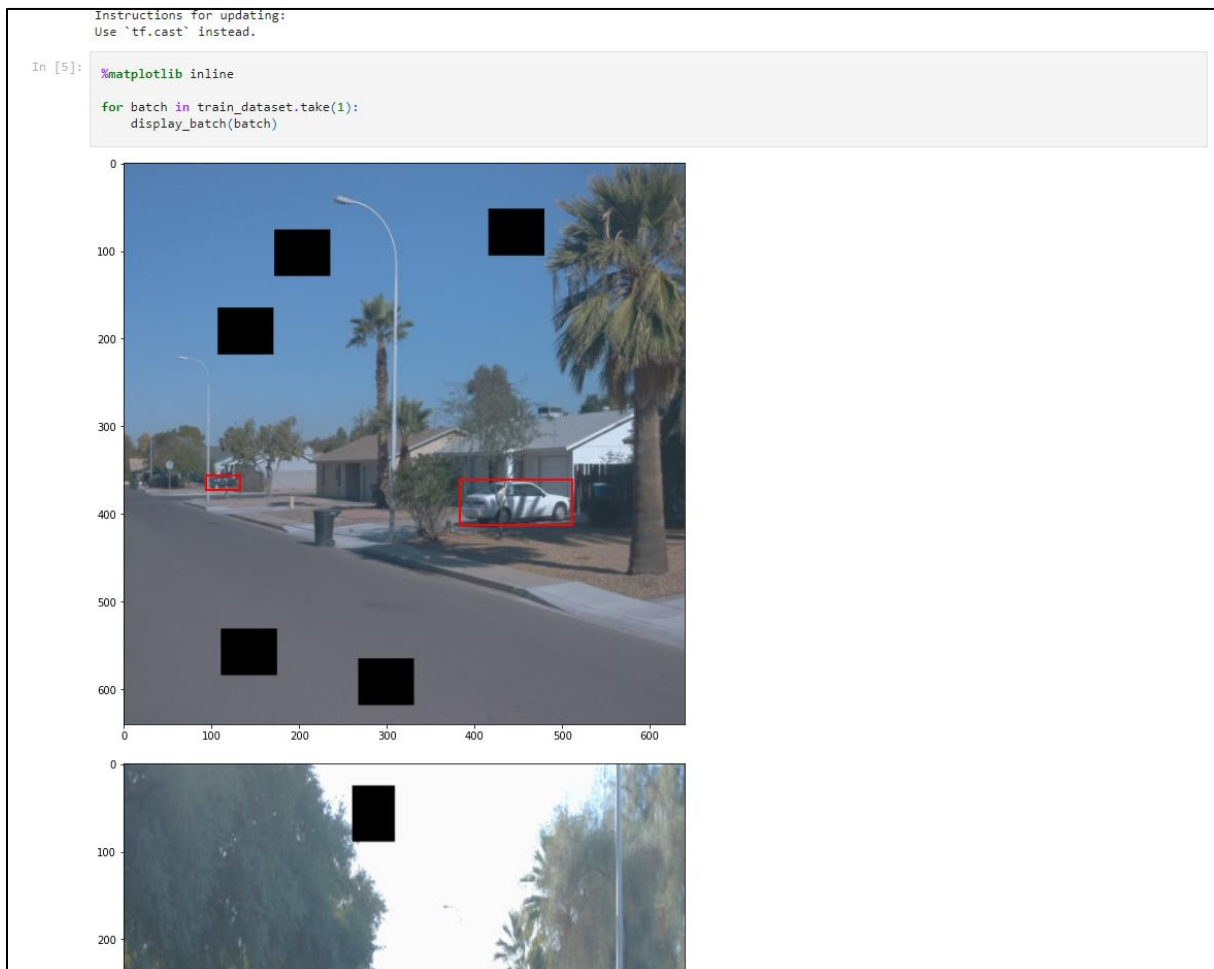 Instructions for updating:
Use `tf.cast` instead.
In [5]:
%matplotlib inline
for batch in train_dataset.take(1):
    display_batch(batch)
0
100
200
300
400
500
600
0 100 200 300 400 500 600
0
100
200